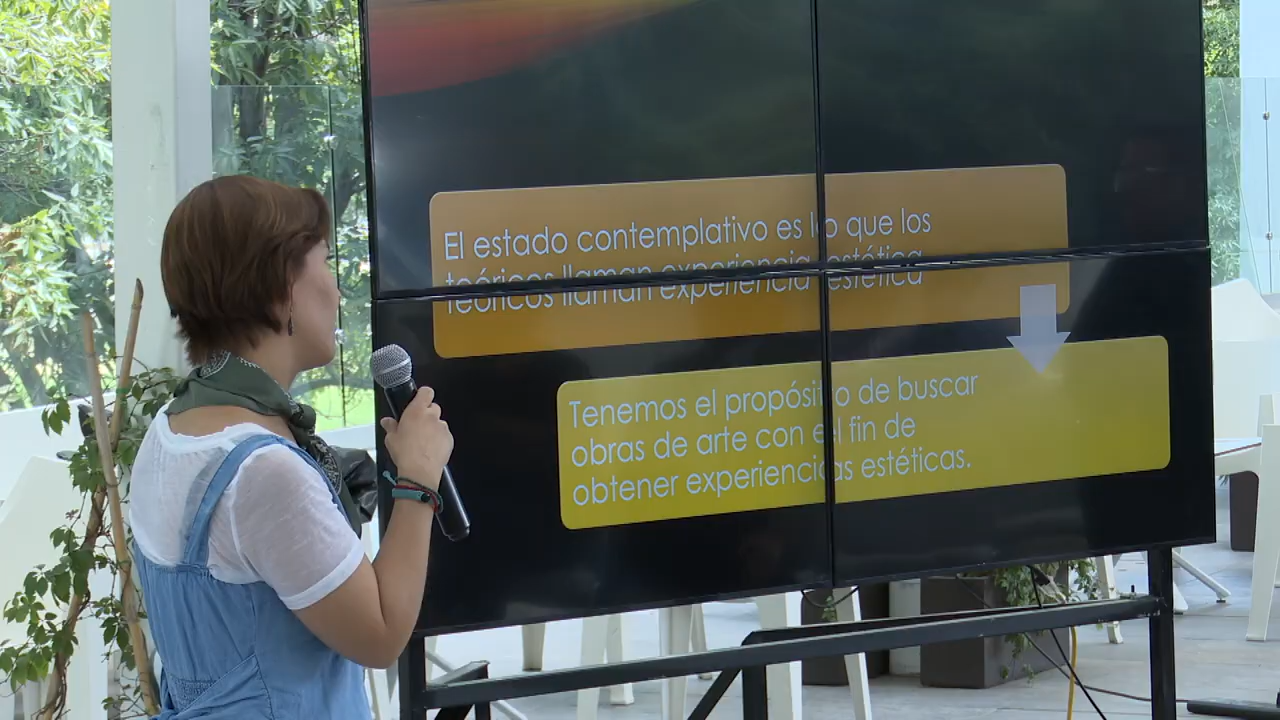 El estado contemplativo es lo que los
teóricos llaman experiencia estética
Tenemos el propósito de buscar
obras de arte con el fin de
obtener experiencias estéticas.